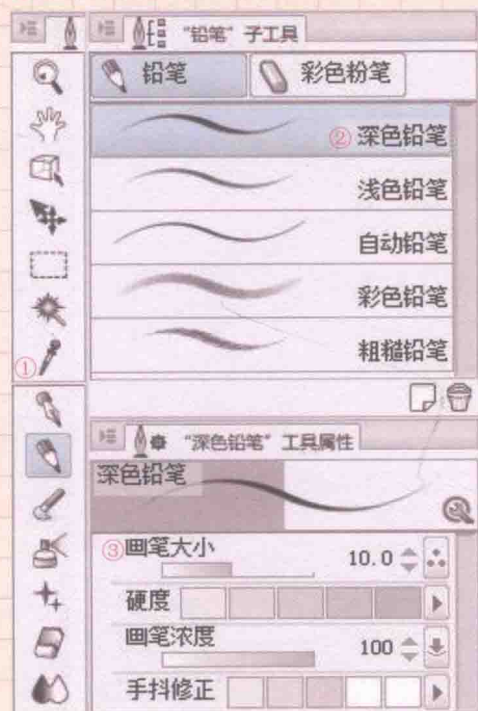 "铅笔" 子工具
铅笔 彩色粉笔
② 深色铅笔
浅色铅笔
自动铅笔
彩色铅笔
粗糙铅笔
①
"深色铅笔" 工具属性
深色铅笔
③ 画笔大小 10.0
硬度
画笔浓度 100
手抖修正